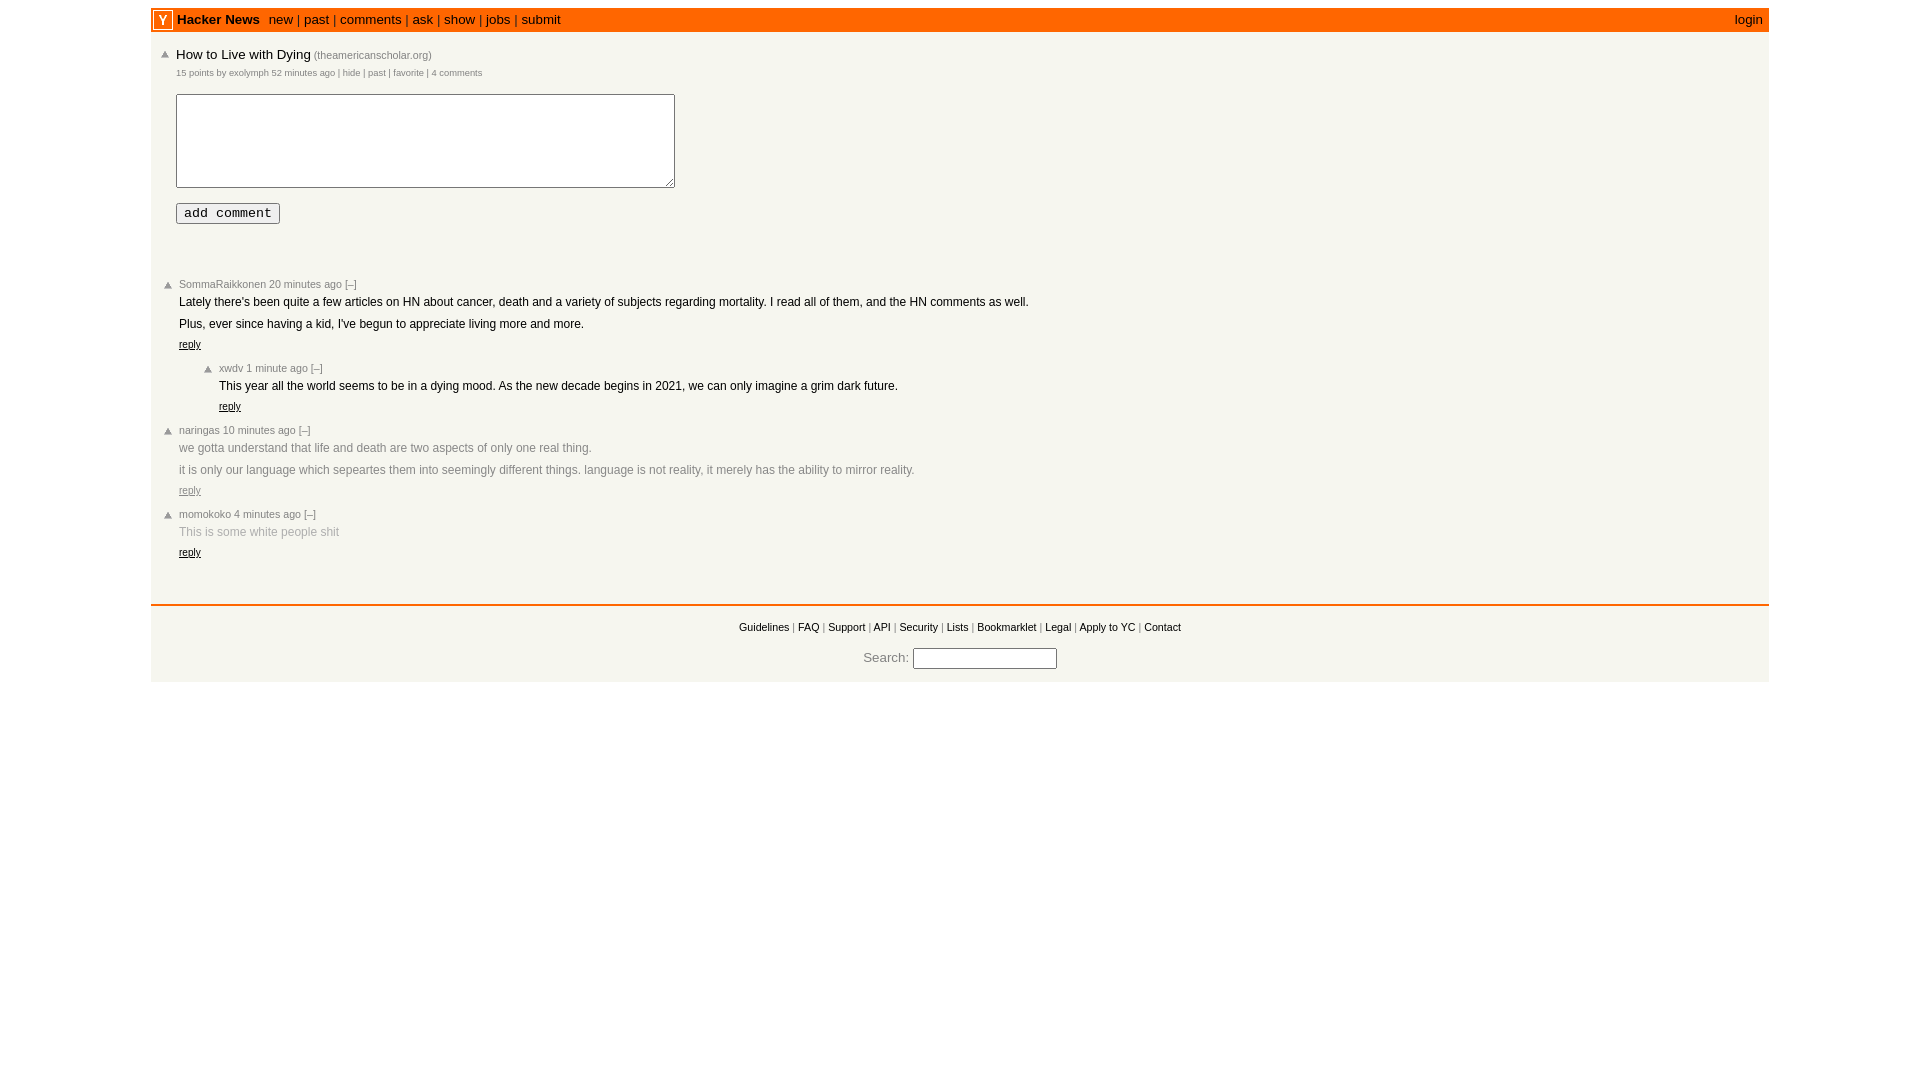 Y Hacker News new | past | comments | ask | show | jobs | submit login
How to Live with Dying (theamericanscholar.org)
15 points by exolymph 52 minutes ago | hide | past | favorite | 4 comments
add comment
SommaRaikkonen 20 minutes ago [–]
Lately there's been quite a few articles on HN about cancer, death and a variety of subjects regarding mortality. I read all of them, and the HN comments as well.
Plus, ever since having a kid, I've begun to appreciate living more and more.
reply
xwdv 1 minute ago [–]
This year all the world seems to be in a dying mood. As the new decade begins in 2021, we can only imagine a grim dark future.
reply
naringas 10 minutes ago [–]
we gotta understand that life and death are two aspects of only one real thing.
it is only our language which sepeartes them into seemingly different things. language is not reality, it merely has the ability to mirror reality.
reply
momokoko 4 minutes ago [–]
This is some white people shit
reply
Guidelines | FAQ | Support | API | Security | Lists | Bookmarklet | Legal | Apply to YC | Contact
Search: